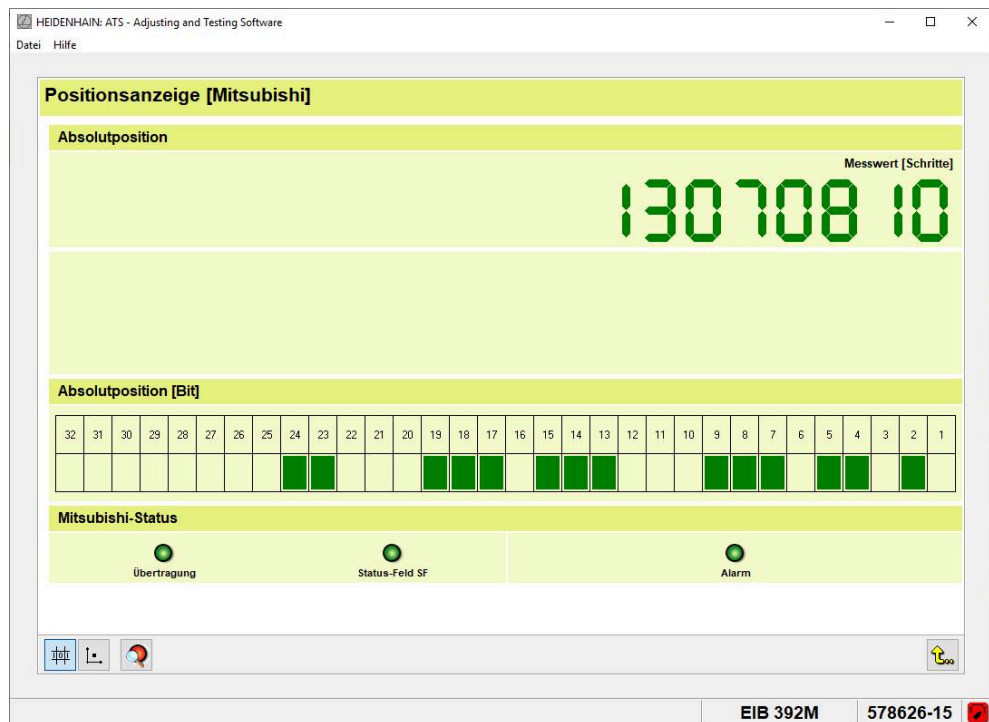 HEIDENHAIN: ATS - Adjusting and Testing Software
Datei Hilfe
Positionsanzeige [Mitsubishi]
Absolutposition
Messwert [Schritte]
13070810
Absolutposition [Bit]
32 31 30 29 28 27 26 25 24 23 22 21 20 19 18 17 16 15 14 13 12 11 10 9 8 7 6 5 4 3 2 1
Mitsubishi-Status
Übertragung Status-Feld SF Alarm
EIB 392M 578626-15